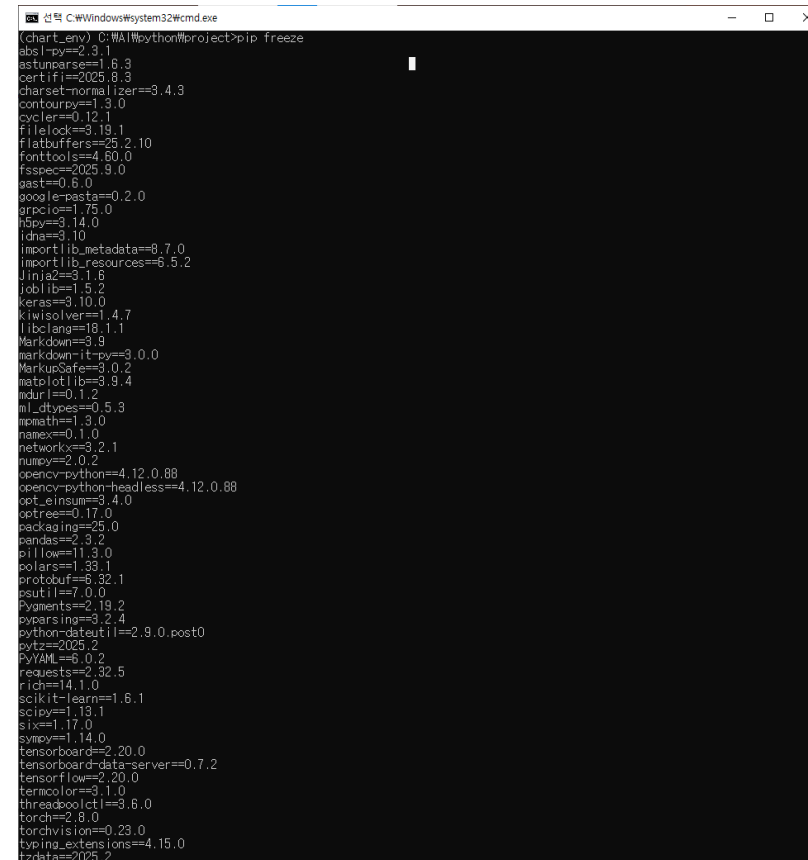 선택 C:₩Windows₩system32₩cmd.exe
(chart_env) C:₩AI₩python₩project>pip freeze
absl-py==2.3.1
astunparse==1.6.3
certifi==2025.8.3
charset-normalizer==3.4.3
contourpy==1.3.0
cycler==0.12.1
filelock==3.19.1
flatbuffers==25.2.10
fonttools==4.60.0
fsspec==2025.9.0
gast==0.6.0
google-pasta==0.2.0
grpcio==1.75.0
h5py==3.14.0
idna==3.10
importlib_metadata==8.7.0
importlib_resources==6.5.2
Jinja2==3.1.6
joblib==1.5.2
keras==3.10.0
kiwisolver==1.4.7
libclang==18.1.1
Markdown==3.9
markdown-it-py==3.0.0
MarkupSafe==3.0.2
matplotlib==3.9.4
mdurl==0.1.2
ml_dtypes==0.5.3
mpmath==1.3.0
namex==0.1.0
networkx==3.2.1
numpy==2.0.2
opencv-python==4.12.0.88
opencv-python-headless==4.12.0.88
opt_einsum==3.4.0
optree==0.17.0
packaging==25.0
pandas==2.3.2
pillow==11.3.0
polars==1.33.1
protobuf==6.32.1
psutil==7.0.0
Pygments==2.19.2
pyparsing==3.2.4
python-dateutil==2.9.0.post0
pytz==2025.2
PyYAML==6.0.2
requests==2.32.5
rich==14.1.0
scikit-learn==1.6.1
scipy==1.13.1
six==1.17.0
sympy==1.14.0
tensorboard==2.20.0
tensorboard-data-server==0.7.2
tensorflow==2.20.0
termcolor==3.1.0
threadpoolctl==3.6.0
torch==2.8.0
torchvision==0.23.0
typing_extensions==4.15.0
tzdata==2025.2